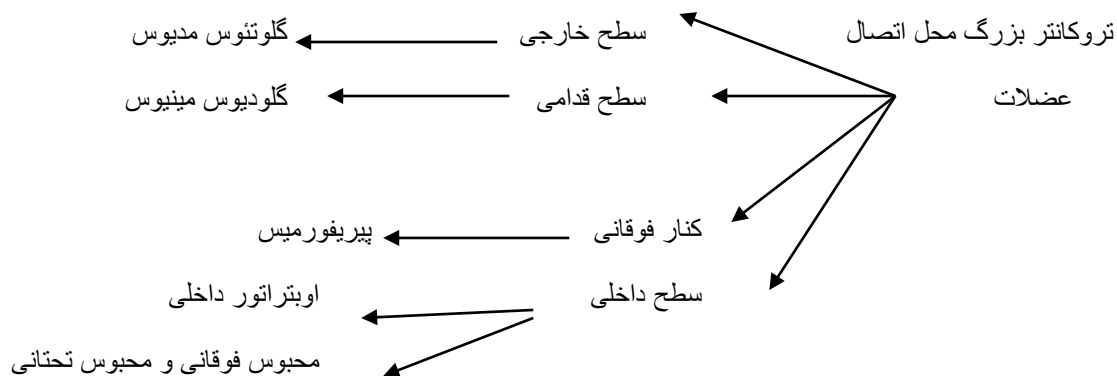 تروکانتر بزرگ محل اتصال سطح خارجی گلوتئوس مدیوس
عضلات سطح قدامی گلودیوس مینیوس
کنار فوقانی پیریفورمیس
سطح داخلی اوبتراتور داخلی
محبوس فوقانی و محبوس تحتانی